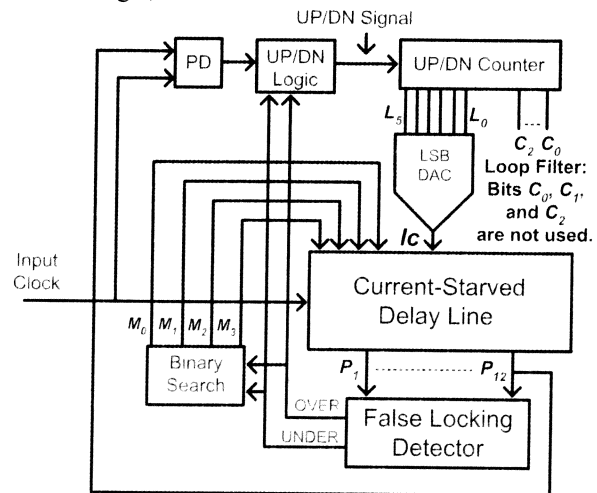 UP/DN Signal
PD
UP/DN
Logic
UP/DN Counter
L5
L0
C2 C0
LSB
DAC
Loop Filter:
Bits C0, C1,
and C2
are not used.
Ic
Input
Clock
Current-Starved
Delay Line
M0 M1 M2 M3
P1
P12
Binary
Search
OVER
UNDER
False Locking
Detector